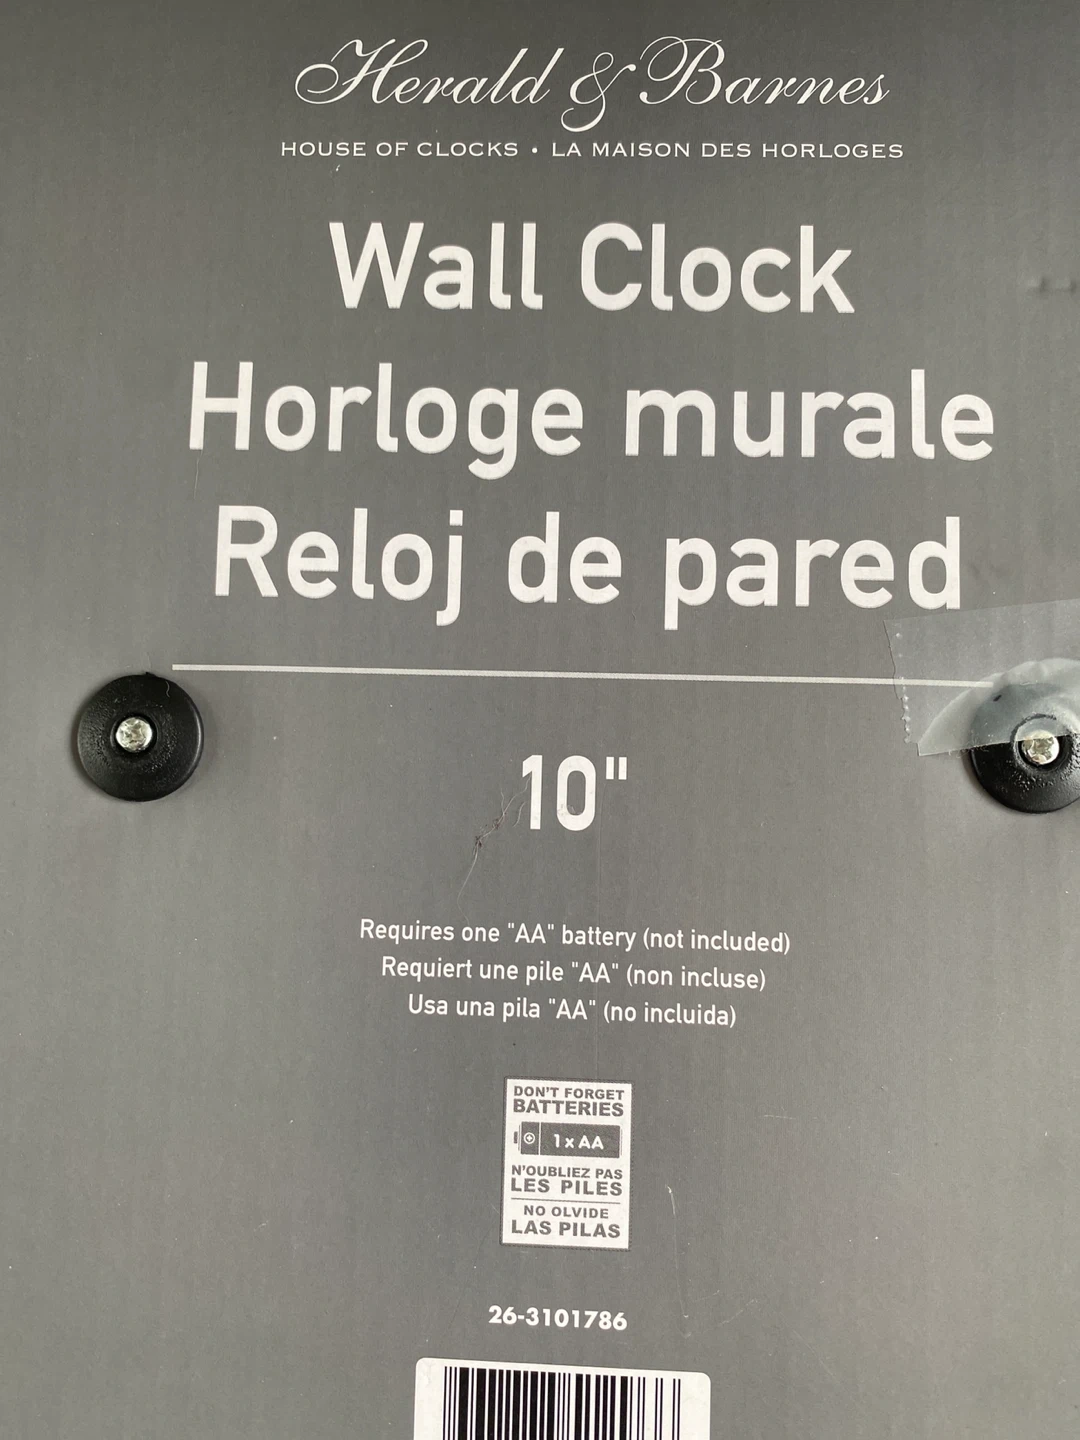 Herald & Barnes
HOUSE OF CLOCKS • LA MAISON DES HORLOGES
Wall Clock
Horloge murale
Reloj de pared
10"
Requires one "AA" battery (not included)
Requiert une pile "AA" (non incluse)
Usa una pila "AA" (no incluida)
DON'T FORGET
BATTERIES
1 x AA
N'OUBLIEZ PAS
LES PILES
NO OLVIDE
LAS PILAS
26-3101786